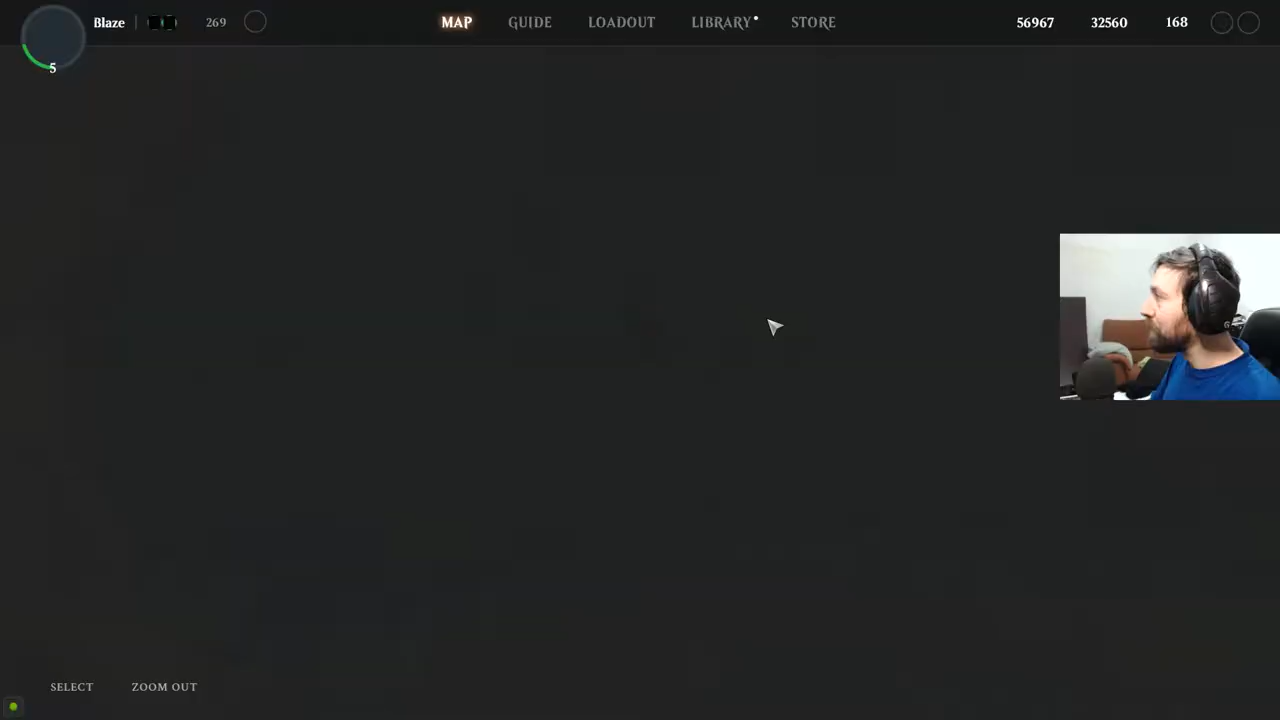 Blaze 269 MAP GUIDE LOADOUT LIBRARY STORE 56967 32560 168
5
SELECT ZOOM OUT